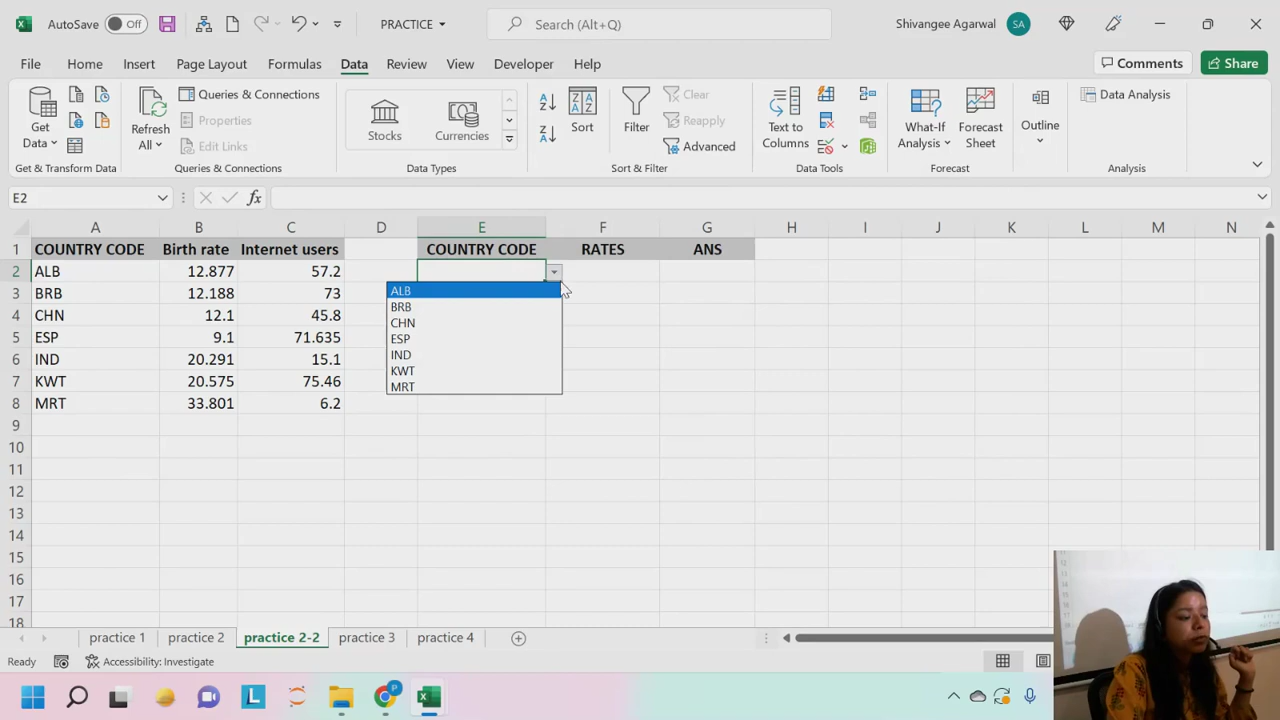 AutoSave Off PRACTICE Search (Alt+Q) Shivangee Agarwal SA
File Home Insert Page Layout Formulas Data Review View Developer Help Comments Share
Get Data
Refresh All
Queries & Connections
Properties
Edit Links
Stocks
Currencies
Sort
Filter
Clear
Reapply
Advanced
Text to Columns
What-If Analysis
Forecast Sheet
Outline
Data Analysis
Get & Transform Data Queries & Connections Data Types Sort & Filter Data Tools Forecast Analysis
E2 fx
A B C D E F G H I J K L M N
1 COUNTRY CODE Birth rate Internet users COUNTRY CODE RATES ANS
2 ALB 12.877 57.2
3 BRB 12.188 73
4 CHN 12.1 45.8
5 ESP 9.1 71.635
6 IND 20.291 15.1
7 KWT 20.575 75.46
8 MRT 33.801 6.2
ALB
BRB
CHN
ESP
IND
KWT
MRT
9
10
11
12
13
14
15
16
17
18
practice 1 practice 2 practice 2-2 practice 3 practice 4
Ready Accessibility: Investigate
L P